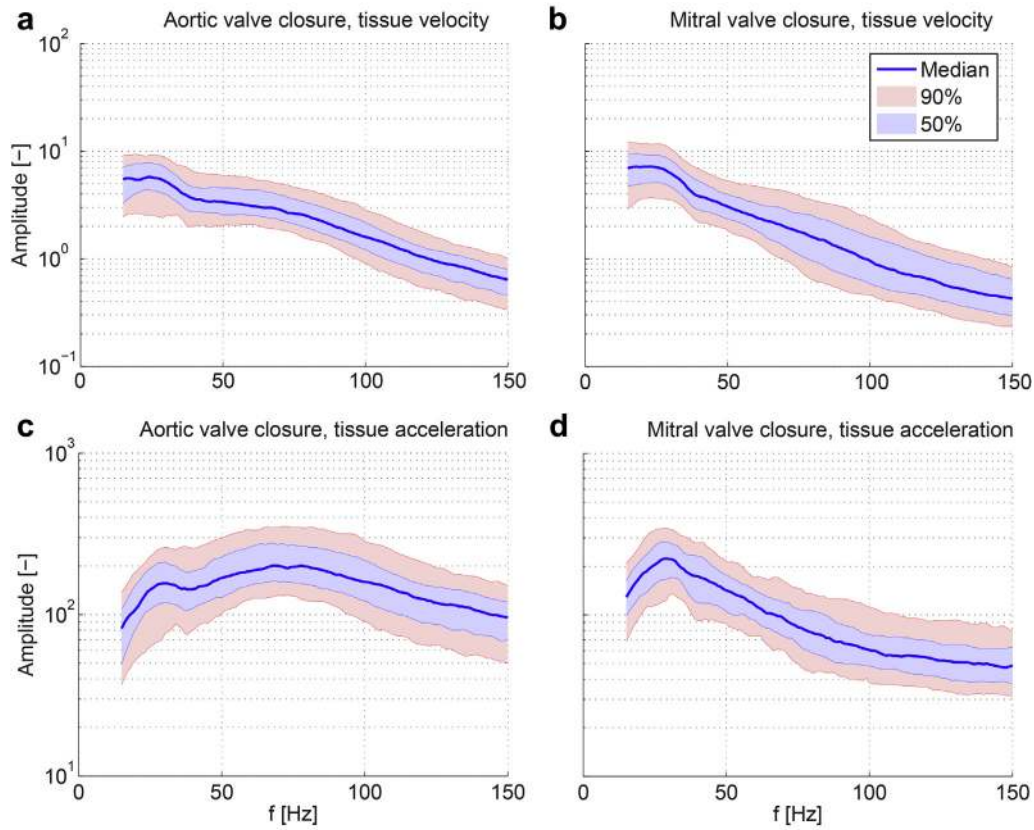 a Aortic valve closure, tissue velocity
b Mitral valve closure, tissue velocity
10^2
10^1
10^0
10^-1
Amplitude [−]
0 50 100 150
0 50 100 150
Median
90%
50%
c Aortic valve closure, tissue acceleration
d Mitral valve closure, tissue acceleration
10^3
10^2
10^1
Amplitude [−]
0 50 100 150
0 50 100 150
f [Hz]
f [Hz]